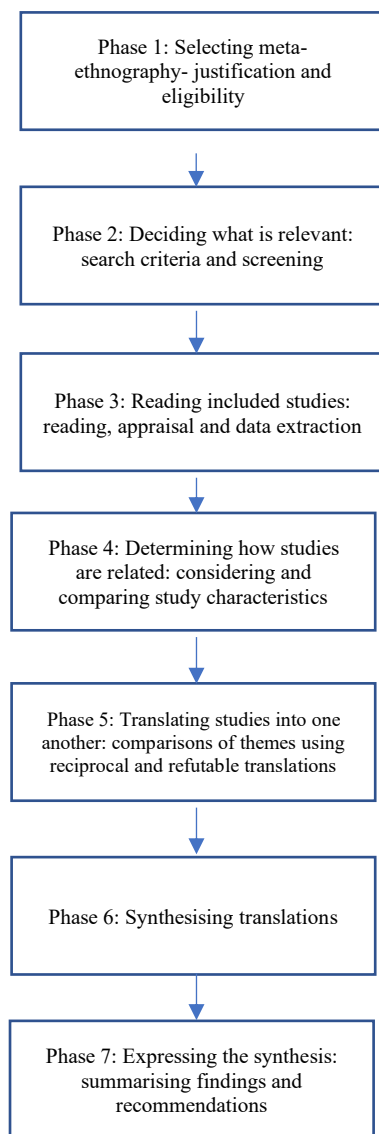 Phase 1: Selecting meta-
ethnography- justification and
eligibility
Phase 2: Deciding what is relevant:
search criteria and screening
Phase 3: Reading included studies:
reading, appraisal and data extraction
Phase 4: Determining how studies
are related: considering and
comparing study characteristics
Phase 5: Translating studies into one
another: comparisons of themes using
reciprocal and refutable translations
Phase 6: Synthesising translations
Phase 7: Expressing the synthesis:
summarising findings and
recommendations